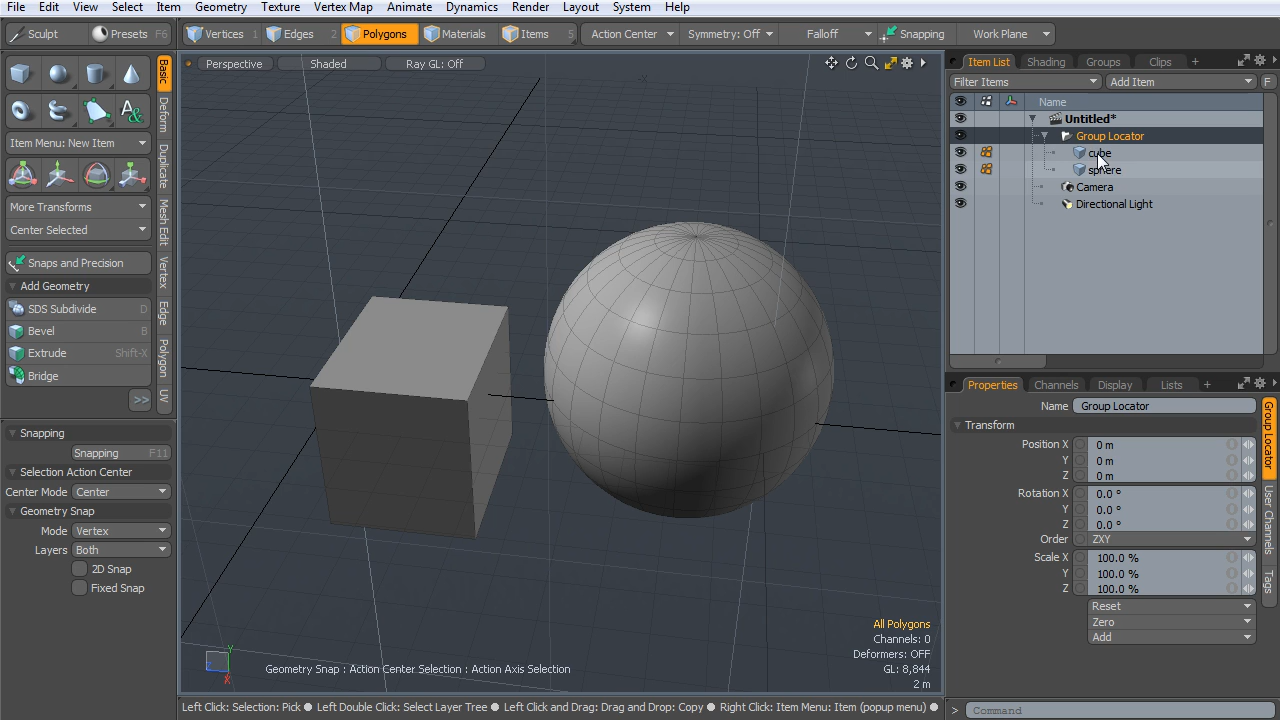 File Edit View Select Item Geometry Texture Vertex Map Animate Dynamics Render Layout System Help
Sculpt Presets F6 Vertices 1 Edges 2 Polygons Materials Items 5 Action Center Symmetry: Off Falloff Snapping Work Plane
Perspective Shaded Ray GL: Off
Item List Shading Groups Clips +
Filter Items Add Item F
Name
Untitled*
Group Locator
cube
sphere
Camera
Directional Light
Basic
Deform
Duplicate
Mesh Edit
Vertex
Edge
Polygon
UV
Item Menu: New Item
More Transforms
Center Selected
Snaps and Precision
Add Geometry
SDS Subdivide D
Bevel B
Extrude Shift-X
Bridge
>>
Snapping
Snapping F11
Selection Action Center
Center Mode Center
Geometry Snap
Mode Vertex
Layers Both
2D Snap
Fixed Snap
-X
Y
Z
X
Geometry Snap : Action Center Selection : Action Axis Selection
All Polygons
Channels: 0
Deformers: OFF
GL: 8,844
2 m
Properties Channels Display Lists +
Name Group Locator
Transform
Position X 0 m
Y 0 m
Z 0 m
Rotation X 0.0 °
Y 0.0 °
Z 0.0 °
Order ZXY
Scale X 100.0 %
Y 100.0 %
Z 100.0 %
Reset
Zero
Add
Group Locator
User Channels
Tags
Left Click: Selection: Pick ● Left Double Click: Select Layer Tree ● Left Click and Drag: Drag and Drop: Copy ● Right Click: Item Menu: Item (popup menu) ●
> Command